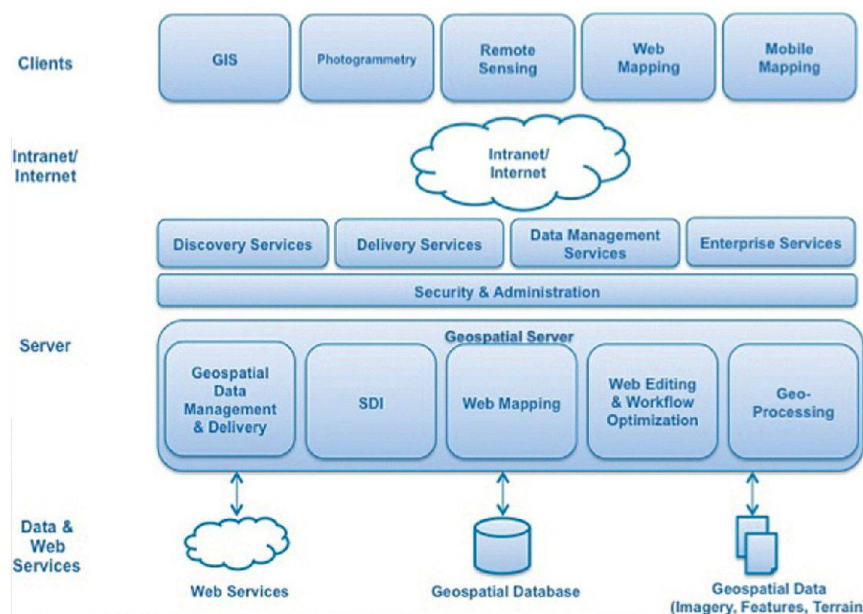 Clients
GIS
Photogrammetry
Remote
Sensing
Web
Mapping
Mobile
Mapping
Intranet/
Internet
Intranet/
Internet
Discovery Services
Delivery Services
Data Management
Services
Enterprise Services
Security & Administration
Server
Geospatial Server
Geospatial
Data
Management
& Delivery
SDI
Web Mapping
Web Editing
& Workflow
Optimization
Geo-
Processing
Data &
Web
Services
Web Services
Geospatial Database
Geospatial Data
(Imagery, Features, Terrain